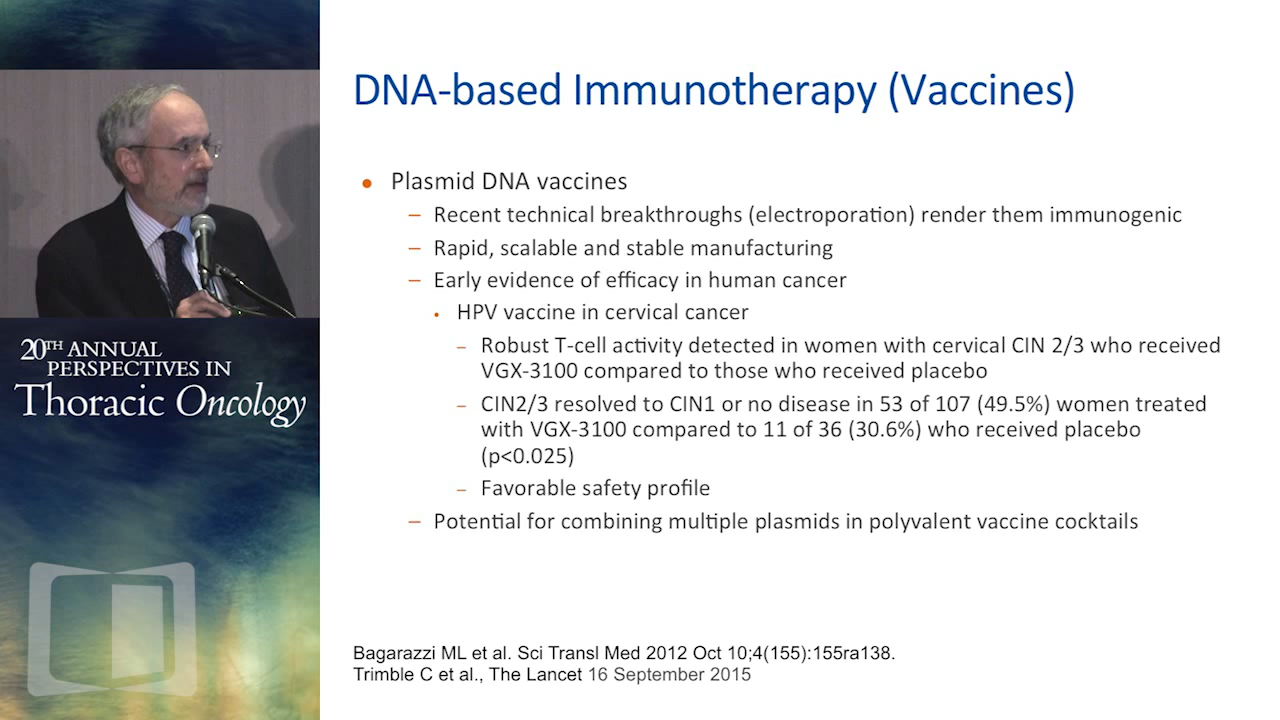 DNA-based Immunotherapy (Vaccines)
● Plasmid DNA vaccines
– Recent technical breakthroughs (electroporation) render them immunogenic
– Rapid, scalable and stable manufacturing
– Early evidence of efficacy in human cancer
• HPV vaccine in cervical cancer
– Robust T-cell activity detected in women with cervical CIN 2/3 who received
VGX-3100 compared to those who received placebo
– CIN2/3 resolved to CIN1 or no disease in 53 of 107 (49.5%) women treated
with VGX-3100 compared to 11 of 36 (30.6%) who received placebo
(p<0.025)
– Favorable safety profile
– Potential for combining multiple plasmids in polyvalent vaccine cocktails
Bagarazzi ML et al. Sci Transl Med 2012 Oct 10;4(155):155ra138.
Trimble C et al., The Lancet 16 September 2015
20TH ANNUAL
PERSPECTIVES IN
Thoracic Oncology